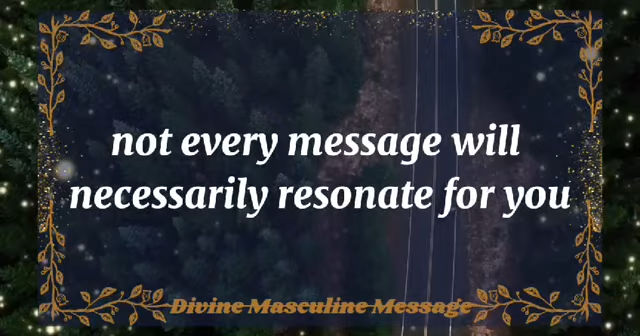 not every message will
necessarily resonate for you
Divine Masculine Message